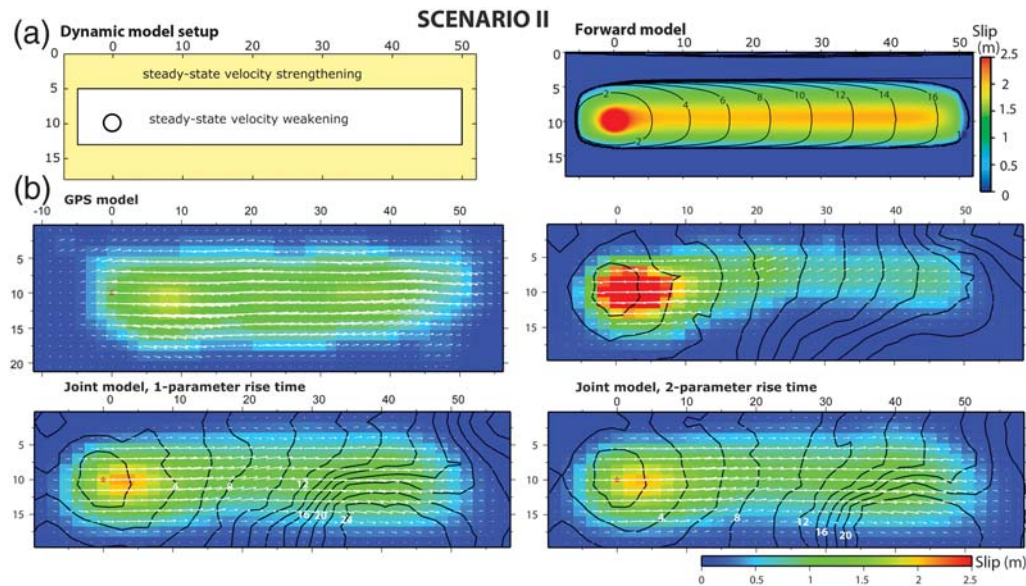 SCENARIO II
(a)
Dynamic model setup
0 10 20 30 40 50
0
5
10
15
steady-state velocity strengthening
steady-state velocity weakening
Forward model
0 10 20 30 40 50
0
5
10
15
2 4 6 8 10 12 14 16
2
18
Slip
(m)
2.5
2
1.5
1
0.5
0
(b)
GPS model
-10 0 10 20 30 40 50
5
10
15
20
0 10 20 30 40 50
5
10
15
Joint model, 1-parameter rise time
0 10 20 30 40 50
5
10
15
4 8 12
16 20 24
Joint model, 2-parameter rise time
0 10 20 30 40 50
5
10
15
4 8 12
16
20
0 0.5 1 1.5 2 2.5
Slip (m)